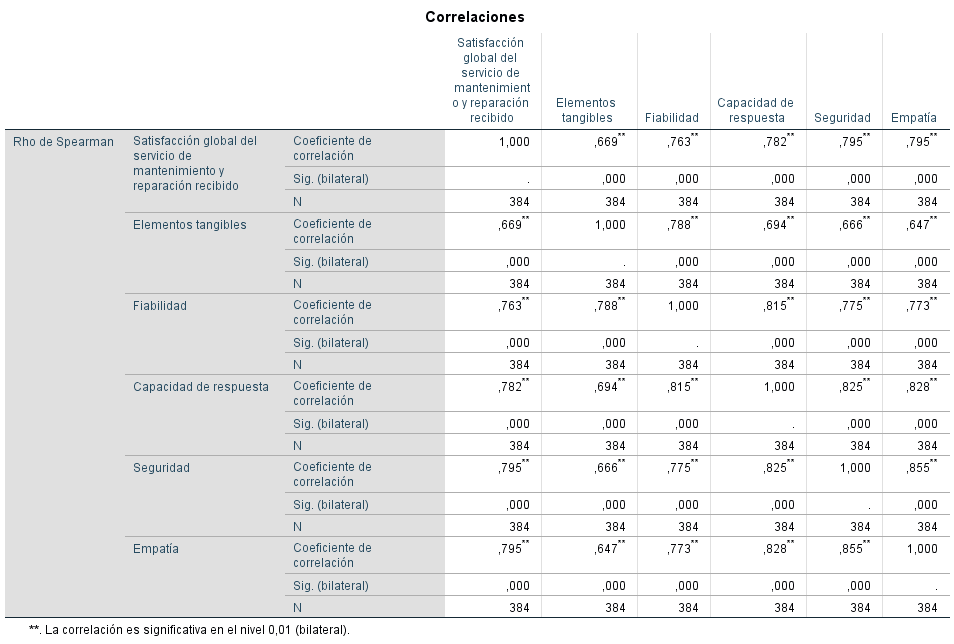 Correlaciones
Satisfacción
global del
servicio de
mantenimient
o y reparación
recibido
Elementos
tangibles
Fiabilidad
Capacidad de
respuesta
Seguridad
Empatía
Rho de Spearman
Satisfacción global del
servicio de
mantenimiento y
reparación recibido
Coeficiente de
correlación
1,000 ,669** ,763** ,782** ,795** ,795**
Sig. (bilateral) . ,000 ,000 ,000 ,000 ,000
N 384 384 384 384 384 384
Elementos tangibles
Coeficiente de
correlación
,669** 1,000 ,788** ,694** ,666** ,647**
Sig. (bilateral) ,000 . ,000 ,000 ,000 ,000
N 384 384 384 384 384 384
Fiabilidad
Coeficiente de
correlación
,763** ,788** 1,000 ,815** ,775** ,773**
Sig. (bilateral) ,000 ,000 . ,000 ,000 ,000
N 384 384 384 384 384 384
Capacidad de respuesta
Coeficiente de
correlación
,782** ,694** ,815** 1,000 ,825** ,828**
Sig. (bilateral) ,000 ,000 ,000 . ,000 ,000
N 384 384 384 384 384 384
Seguridad
Coeficiente de
correlación
,795** ,666** ,775** ,825** 1,000 ,855**
Sig. (bilateral) ,000 ,000 ,000 ,000 . ,000
N 384 384 384 384 384 384
Empatía
Coeficiente de
correlación
,795** ,647** ,773** ,828** ,855** 1,000
Sig. (bilateral) ,000 ,000 ,000 ,000 ,000 .
N 384 384 384 384 384 384
**. La correlación es significativa en el nivel 0,01 (bilateral).